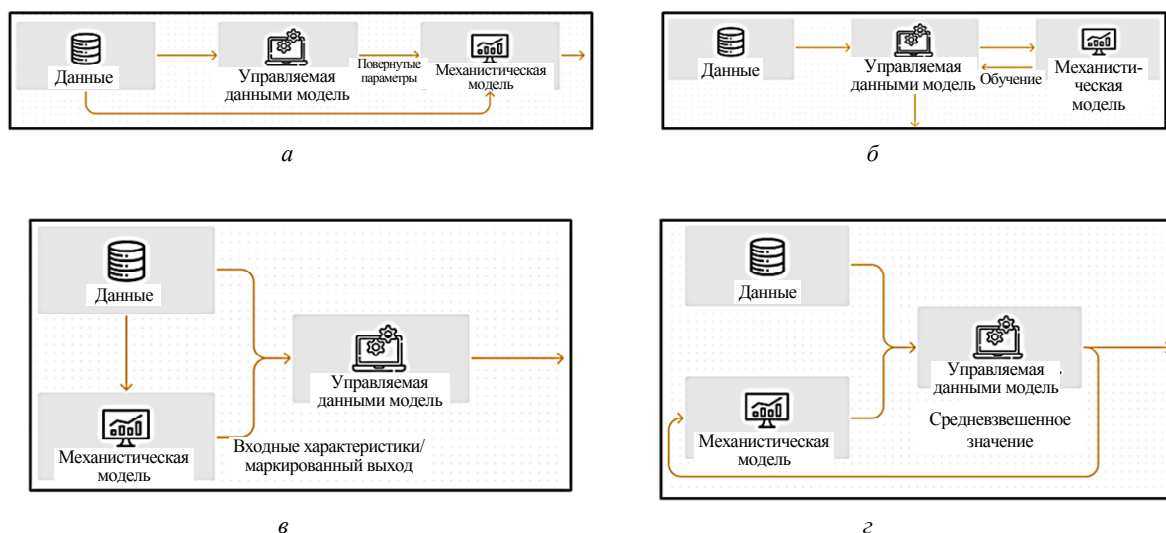 Данные
Управляемая
данными модель
Повернутые
параметры
Механистическая
модель
а
Данные
Управляемая
данными модель
Обучение
Механисти-
ческая
модель
б
Данные
Механистическая
модель
Входные характеристики/
маркированный выход
Управляемая
данными модель
в
Данные
Механистическая
модель
Управляемая
данными модель
Средневзвешенное
значение
г